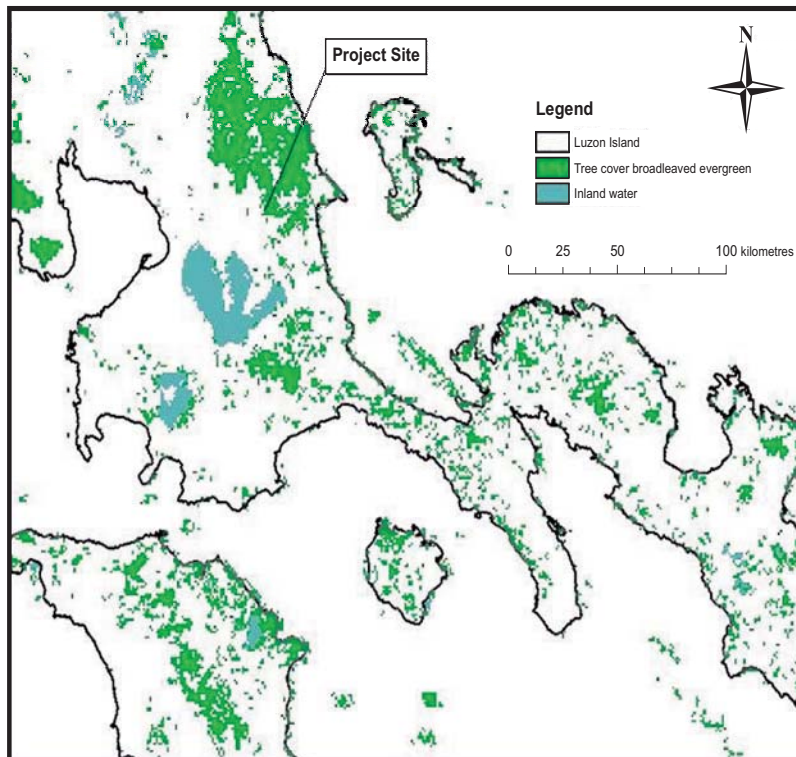 Project Site
N
Legend
Luzon Island
Tree cover broadleaved evergreen
Inland water
0 25 50 100 kilometres